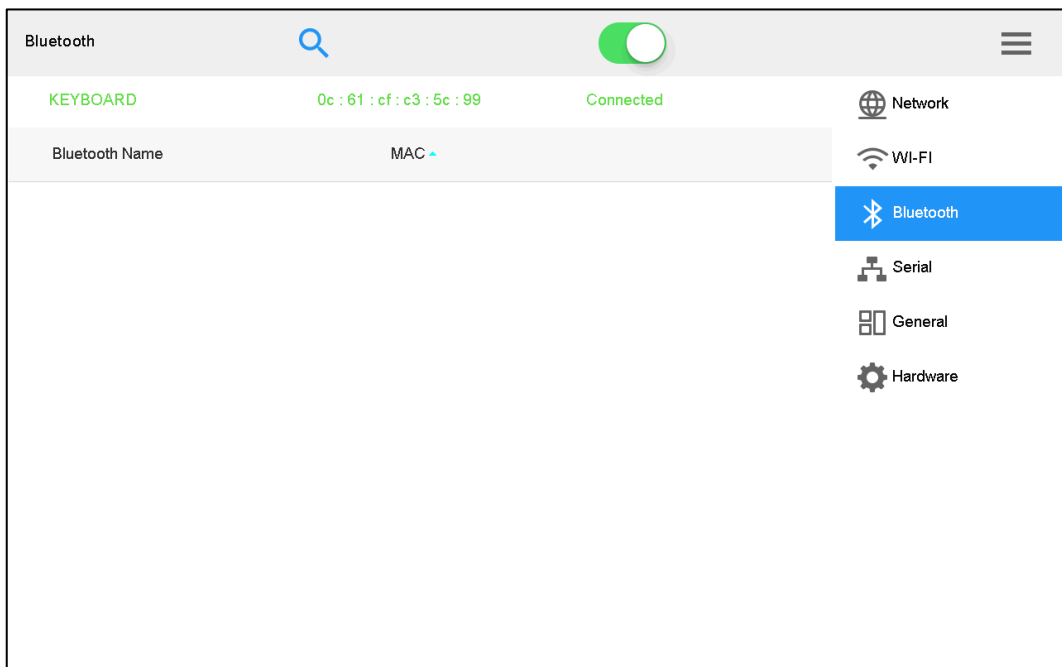 Bluetooth
KEYBOARD 0c : 61 : cf : c3 : 5c : 99 Connected
Bluetooth Name MAC
Network
WI-FI
Bluetooth
Serial
General
Hardware